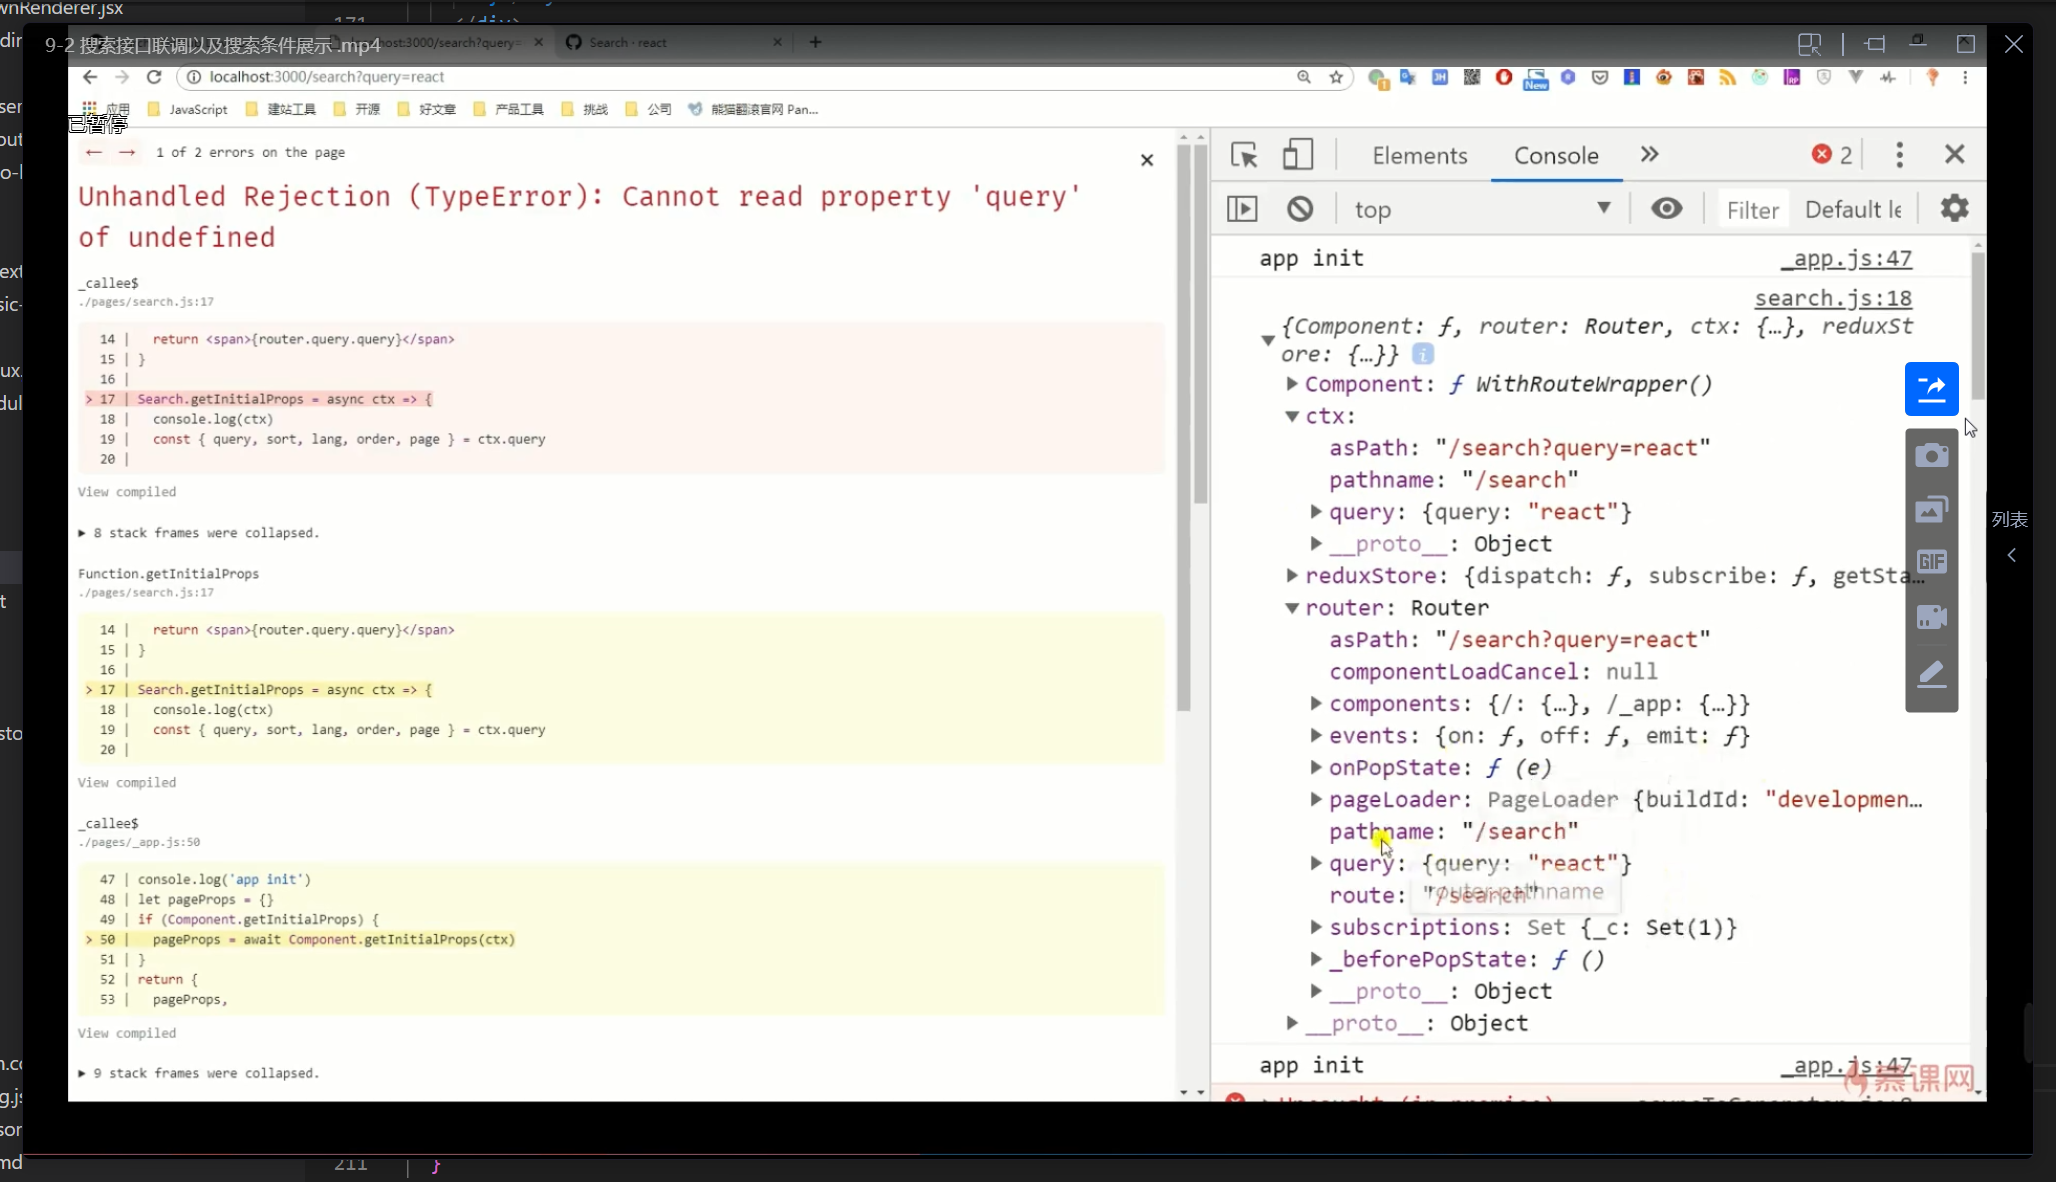 wnRenderer.jsx
171
</div>
9-2 搜索接口联调以及搜索条件展示 .mp4
host:3000/search?query=
Search · react
localhost:3000/search?query=react
应用
JavaScript
建站工具
开源
好文章
产品工具
挑战
公司
熊猫翻滚官网 Pan...
已暂停
1 of 2 errors on the page
Unhandled Rejection (TypeError): Cannot read property 'query'
of undefined
_callee$
./pages/search.js:17
14 | return <span>{router.query.query}</span>
15 | }
16 |
> 17 | Search.getInitialProps = async ctx => {
18 | console.log(ctx)
19 | const { query, sort, lang, order, page } = ctx.query
20 |
View compiled
▶ 8 stack frames were collapsed.
Function.getInitialProps
./pages/search.js:17
14 | return <span>{router.query.query}</span>
15 | }
16 |
> 17 | Search.getInitialProps = async ctx => {
18 | console.log(ctx)
19 | const { query, sort, lang, order, page } = ctx.query
20 |
View compiled
_callee$
./pages/_app.js:50
47 | console.log('app init')
48 | let pageProps = {}
49 | if (Component.getInitialProps) {
> 50 | pageProps = await Component.getInitialProps(ctx)
51 | }
52 | return {
53 | pageProps,
View compiled
▶ 9 stack frames were collapsed.
Elements
Console
2
top
Filter
Default le
app init _app.js:47
search.js:18
{Component: ƒ, router: Router, ctx: {…}, reduxSt
ore: {…}}
Component: ƒ WithRouteWrapper()
ctx:
asPath: "/search?query=react"
pathname: "/search"
query: {query: "react"}
__proto__: Object
reduxStore: {dispatch: ƒ, subscribe: ƒ, getSta…
router: Router
asPath: "/search?query=react"
componentLoadCancel: null
components: {/: {…}, /_app: {…}}
events: {on: ƒ, off: ƒ, emit: ƒ}
onPopState: ƒ (e)
pageLoader: PageLoader {buildId: "developmen…
pathname: "/search"
query: {query: "react"}
route: "/search"
router.pathname
subscriptions: Set {_c: Set(1)}
_beforePopState: ƒ ()
__proto__: Object
__proto__: Object
app init _app.js:47
慕课网
New
GIF
列表
211 | }